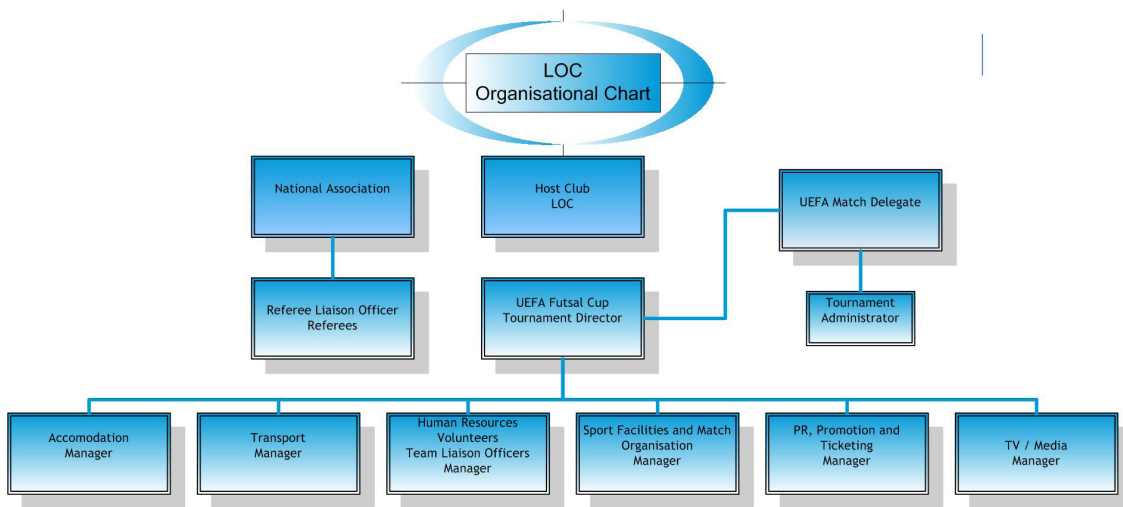 LOC
Organisational Chart
National Association
Host Club
LOC
UEFA Match Delegate
Referee Liaison Officer
Referees
UEFA Futsal Cup
Tournament Director
Tournament
Administrator
Accomodation
Manager
Transport
Manager
Human Resources
Volunteers
Team Liaison Officers
Manager
Sport Facilities and Match
Organisation
Manager
PR, Promotion and
Ticketing
Manager
TV / Media
Manager